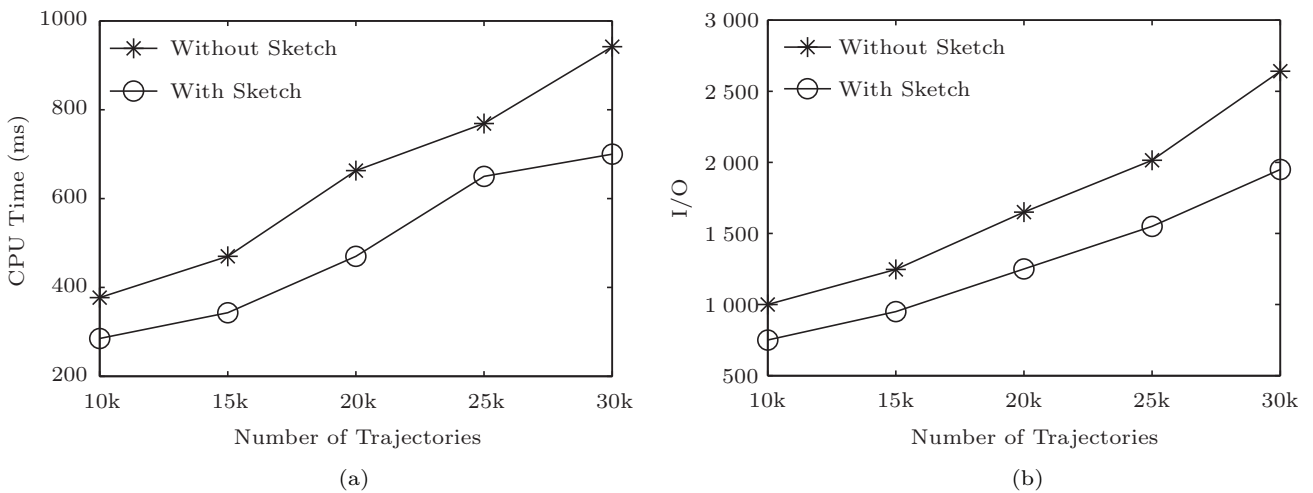 1000
800
600
400
200
CPU Time (ms)
Without Sketch
With Sketch
10k 15k 20k 25k 30k
Number of Trajectories
(a)
3 000
2 500
2 000
1 500
1 000
500
I/O
Without Sketch
With Sketch
10k 15k 20k 25k 30k
Number of Trajectories
(b)